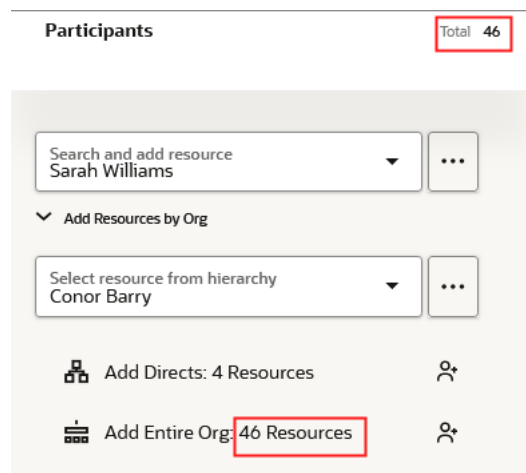 Participants Total 46
Search and add resource
Sarah Williams
Add Resources by Org
Select resource from hierarchy
Conor Barry
Add Directs: 4 Resources
Add Entire Org: 46 Resources